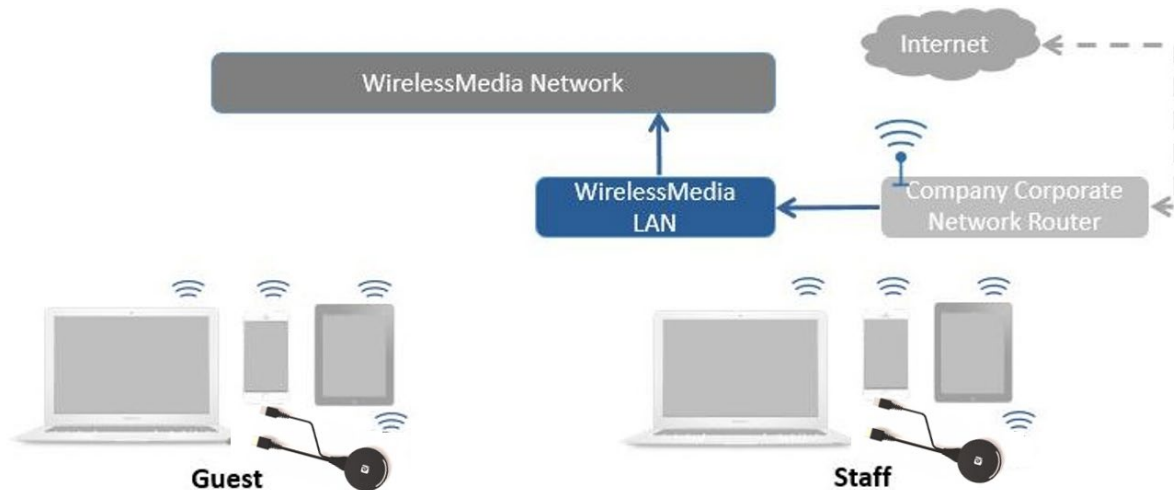 Internet
WirelessMedia Network
WirelessMedia
LAN
Company Corporate
Network Router
Guest
Staff